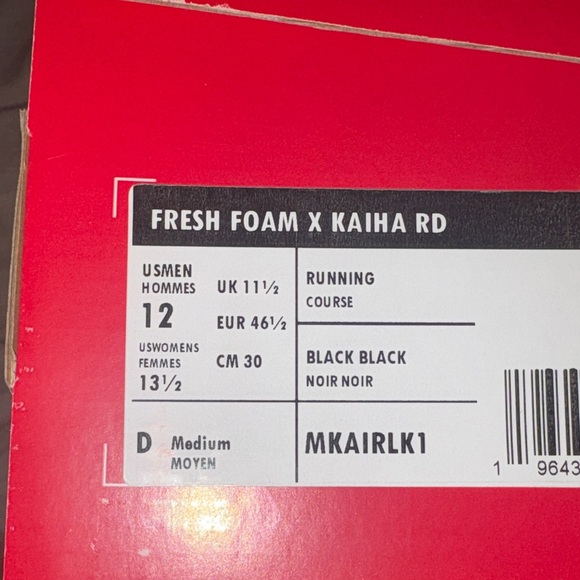 FRESH FOAM X KAIHA RD
USMEN
HOMMES
12
USWOMENS
FEMMES
13½
UK 11½
EUR 46½
CM 30
RUNNING
COURSE
BLACK BLACK
NOIR NOIR
D Medium
MOYEN
MKAIRLK1
1 9643